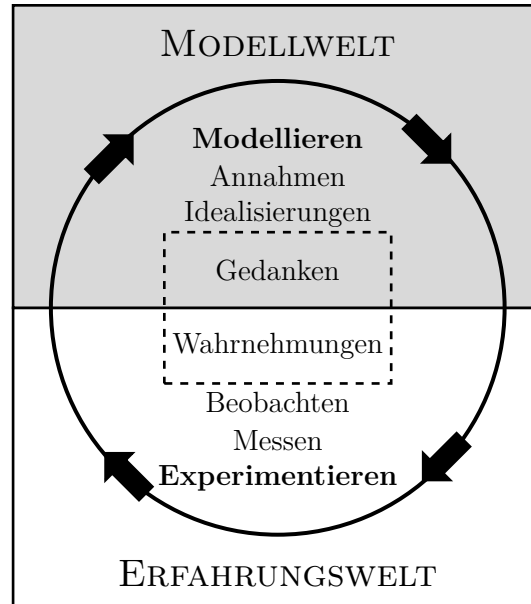 MODELLWELT
Modellieren
Annahmen
Idealisierungen
Gedanken
Wahrnehmungen
Beobachten
Messen
Experimentieren
ERFAHRUNGSWELT